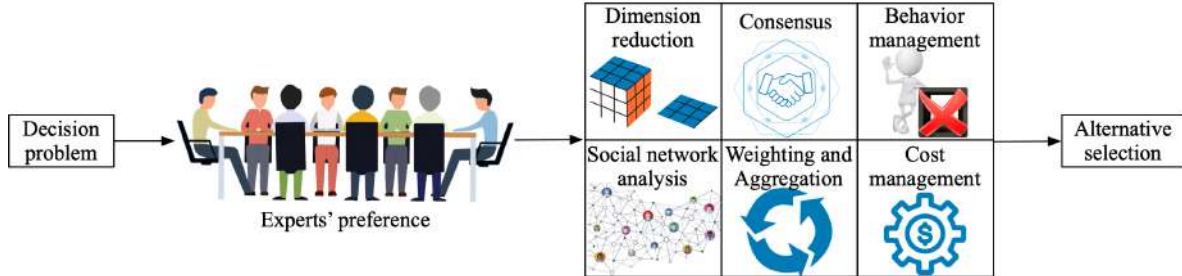 Decision
problem
Experts' preference
Dimension
reduction
Consensus
Behavior
management
Social network
analysis
Weighting and
Aggregation
Cost
management
$
Alternative
selection